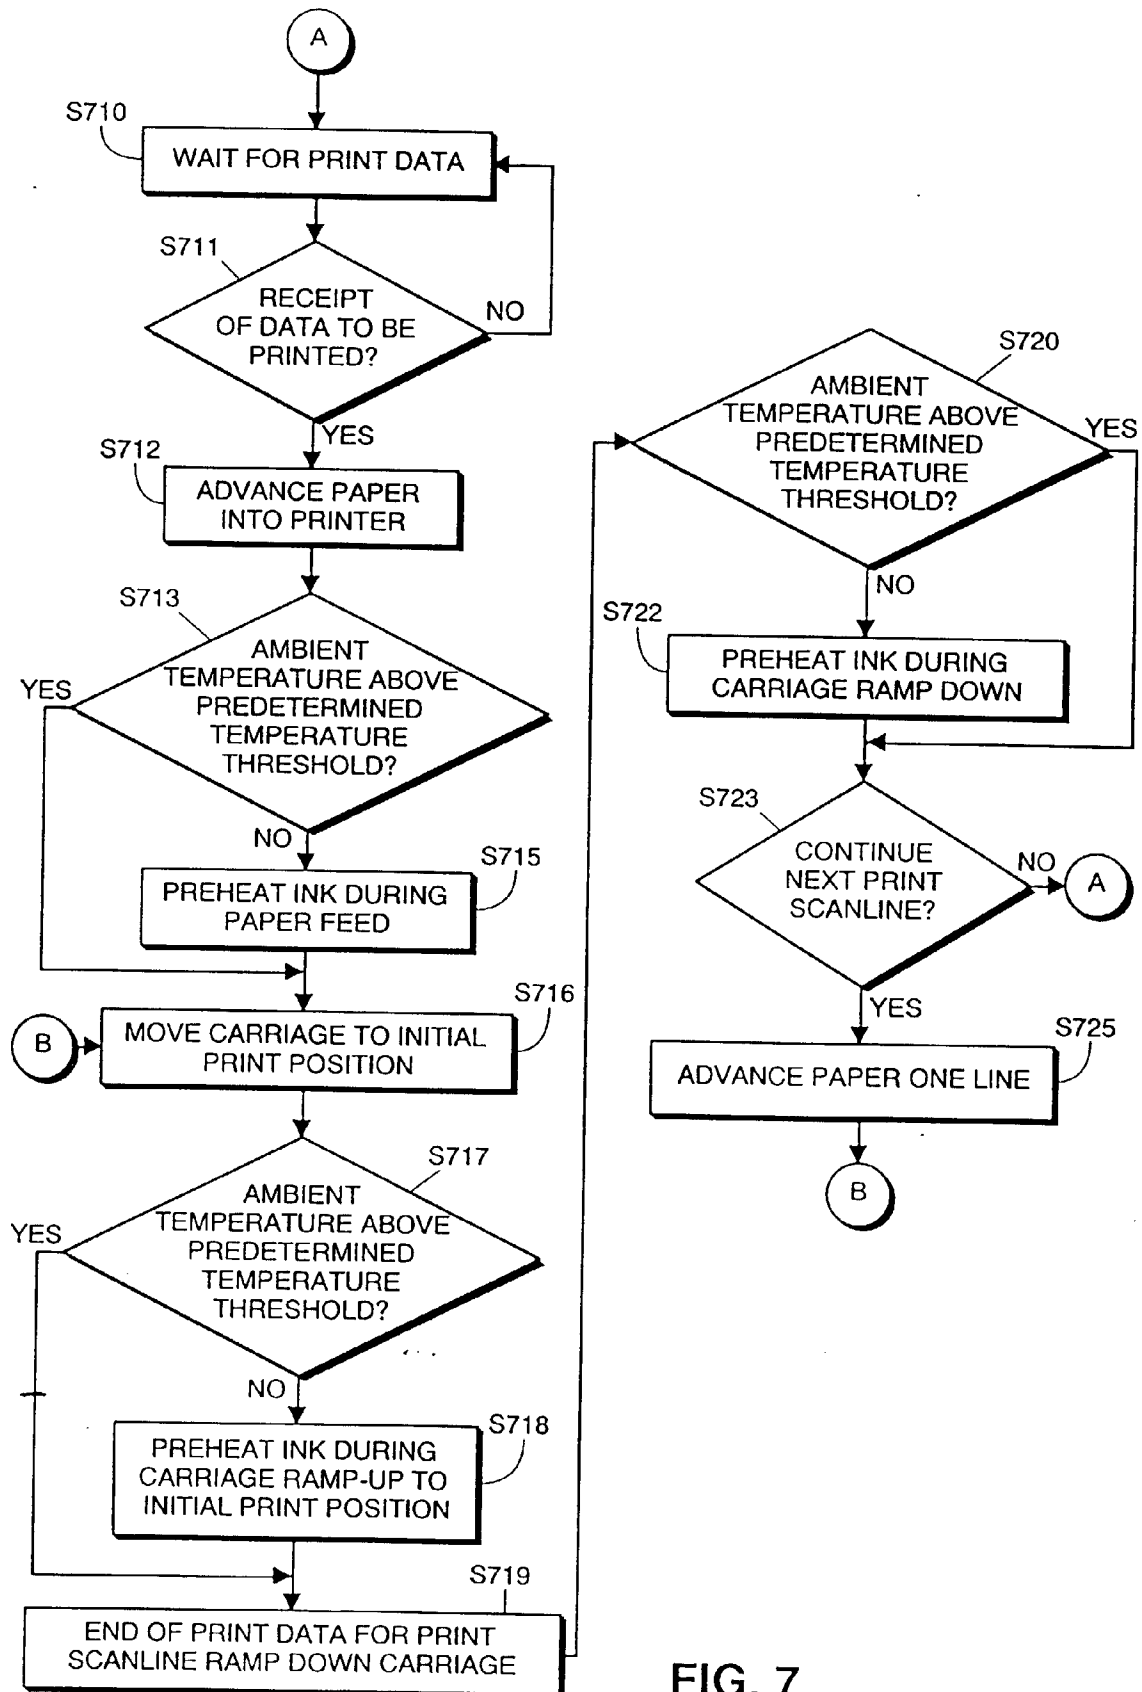 A
S710
WAIT FOR PRINT DATA
S711
RECEIPT
OF DATA TO BE
PRINTED?
NO
YES
S712
ADVANCE PAPER
INTO PRINTER
S713
AMBIENT
TEMPERATURE ABOVE
PREDETERMINED
TEMPERATURE
THRESHOLD?
YES
NO
S715
PREHEAT INK DURING
PAPER FEED
B
S716
MOVE CARRIAGE TO INITIAL
PRINT POSITION
S717
AMBIENT
TEMPERATURE ABOVE
PREDETERMINED
TEMPERATURE
THRESHOLD?
YES
NO
S718
PREHEAT INK DURING
CARRIAGE RAMP-UP TO
INITIAL PRINT POSITION
S719
END OF PRINT DATA FOR PRINT
SCANLINE RAMP DOWN CARRIAGE
S720
AMBIENT
TEMPERATURE ABOVE
PREDETERMINED
TEMPERATURE
THRESHOLD?
YES
NO
S722
PREHEAT INK DURING
CARRIAGE RAMP DOWN
S723
CONTINUE
NEXT PRINT
SCANLINE?
NO
A
YES
S725
ADVANCE PAPER ONE LINE
B
FIG. 7